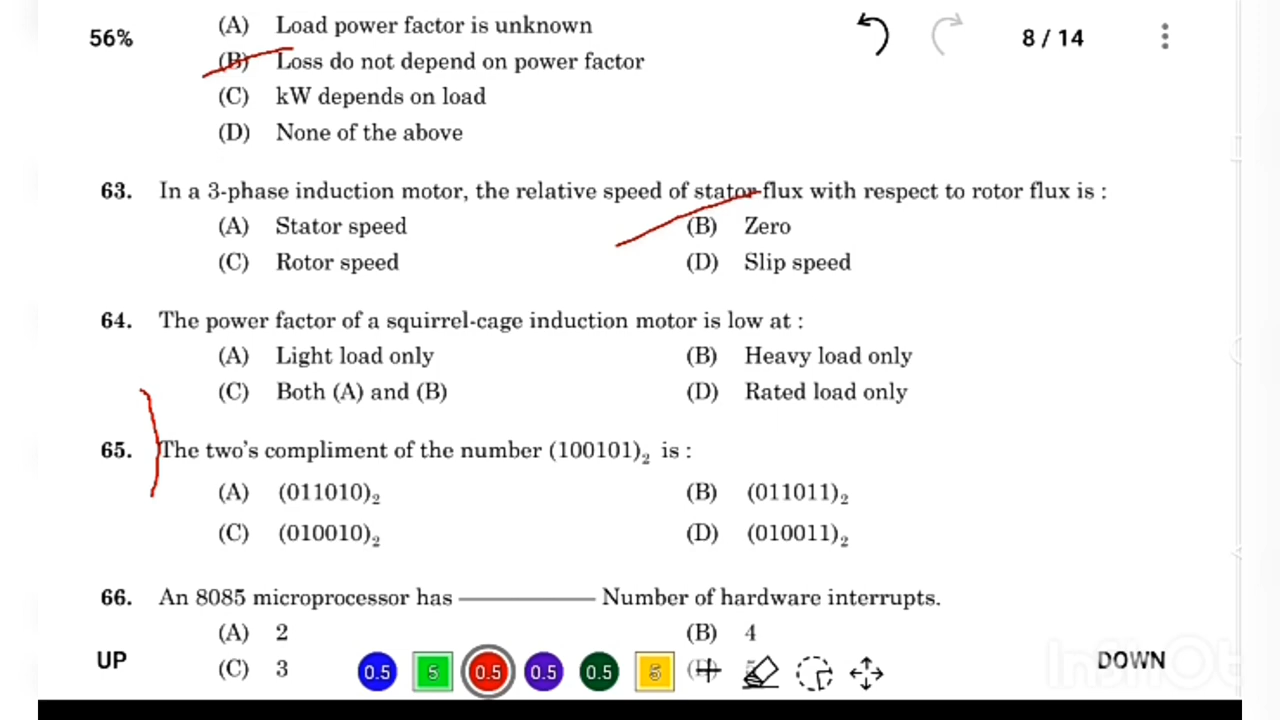 56%
(A) Load power factor is unknown
(B) Loss do not depend on power factor
(C) kW depends on load
(D) None of the above
8 / 14
63. In a 3-phase induction motor, the relative speed of stator flux with respect to rotor flux is :
(A) Stator speed (B) Zero
(C) Rotor speed (D) Slip speed
64. The power factor of a squirrel-cage induction motor is low at :
(A) Light load only (B) Heavy load only
(C) Both (A) and (B) (D) Rated load only
65. The two's compliment of the number (100101)₂ is :
(A) (011010)₂ (B) (011011)₂
(C) (010010)₂ (D) (010011)₂
66. An 8085 microprocessor has ———— Number of hardware interrupts.
(A) 2 (B) 4
(C) 3
UP 0.5 5 0.5 0.5 0.5 5 DOWN